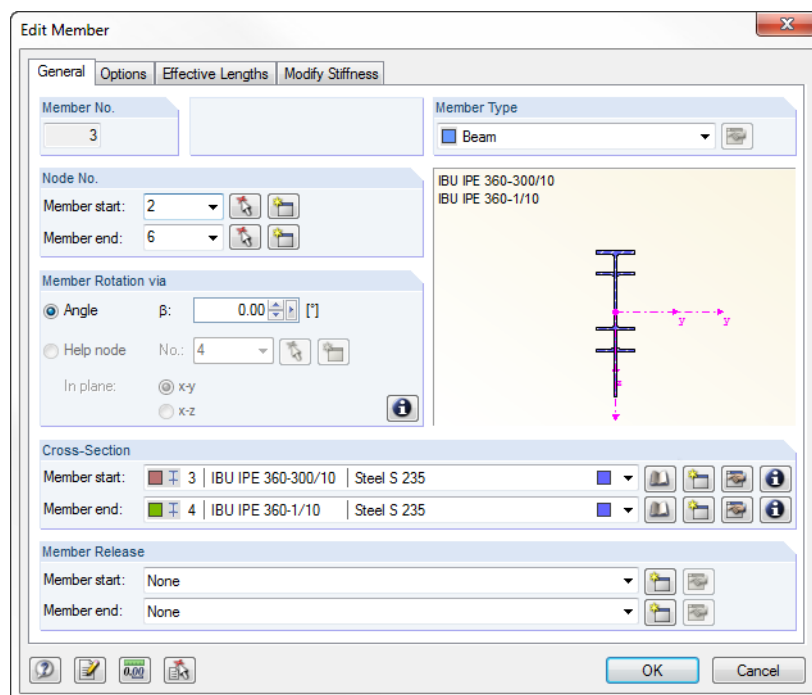 Edit Member
General Options Effective Lengths Modify Stiffness
Member No.
3
Member Type
Beam
Node No.
Member start: 2
Member end: 6
IBU IPE 360-300/10
IBU IPE 360-1/10
y y
Member Rotation via
Angle β: 0.00 [°]
Help node No.: 4
In plane: x-y
x-z
Cross-Section
Member start: 3 IBU IPE 360-300/10 Steel S 235
Member end: 4 IBU IPE 360-1/10 Steel S 235
Member Release
Member start: None
Member end: None
0.00
OK Cancel